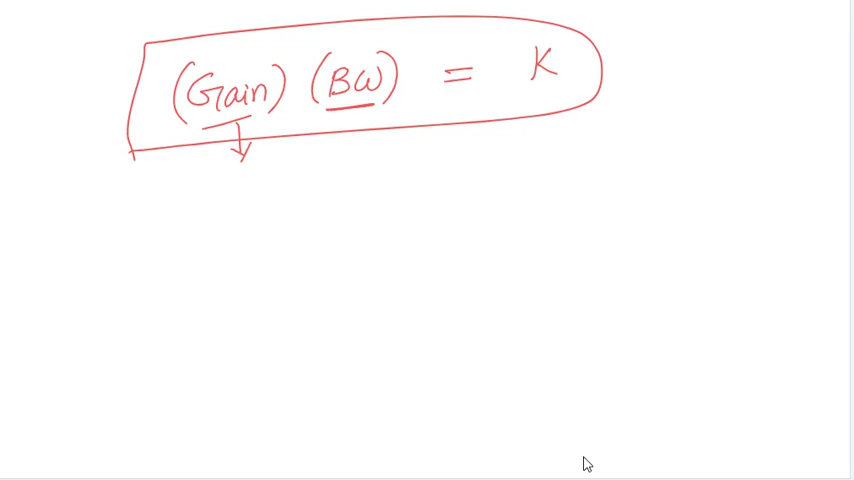 (Gain) (BW) = K